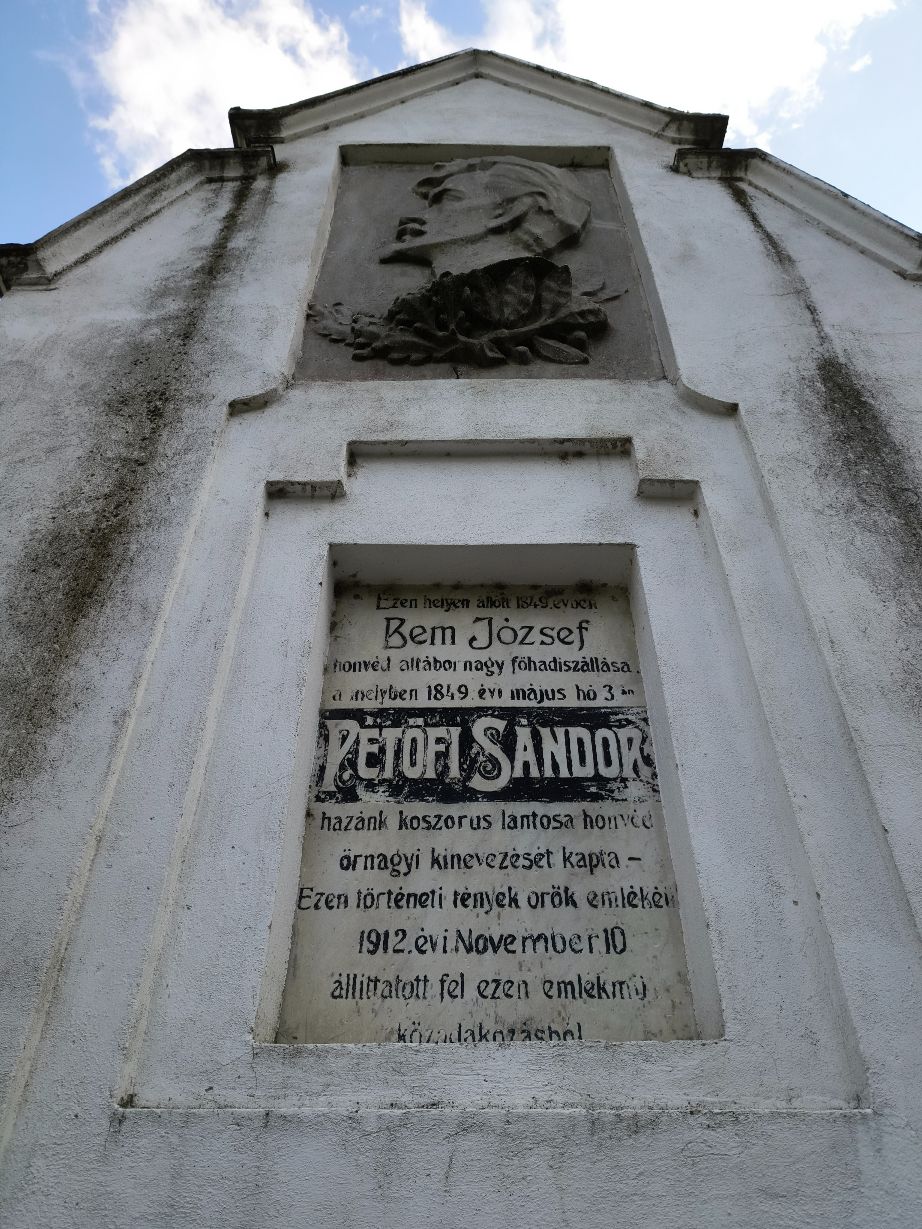 Ezen helyen állott 1849. évben
Bem József
honvéd altábornagy főhadiszállása
a melyben 1849. évi május hó 3 án
PETŐFI SÁNDOR
hazánk koszorus lantosa honvéd
őrnagyi kinevezését kapta –
Ezen történeti tények örök emlékéül
1912. évi November 10
állittatott fel ezen emlékmű
közadakozásból